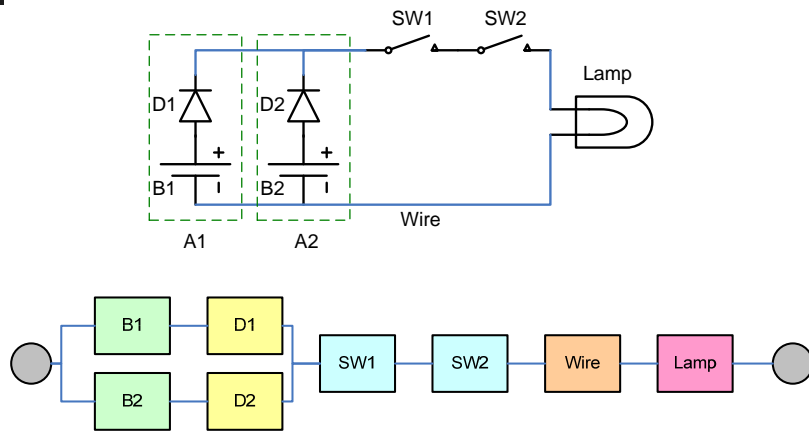 SW1 SW2
Lamp
D1 D2
+ +
B1 B2
Wire
A1 A2
B1 D1
SW1 SW2 Wire Lamp
B2 D2